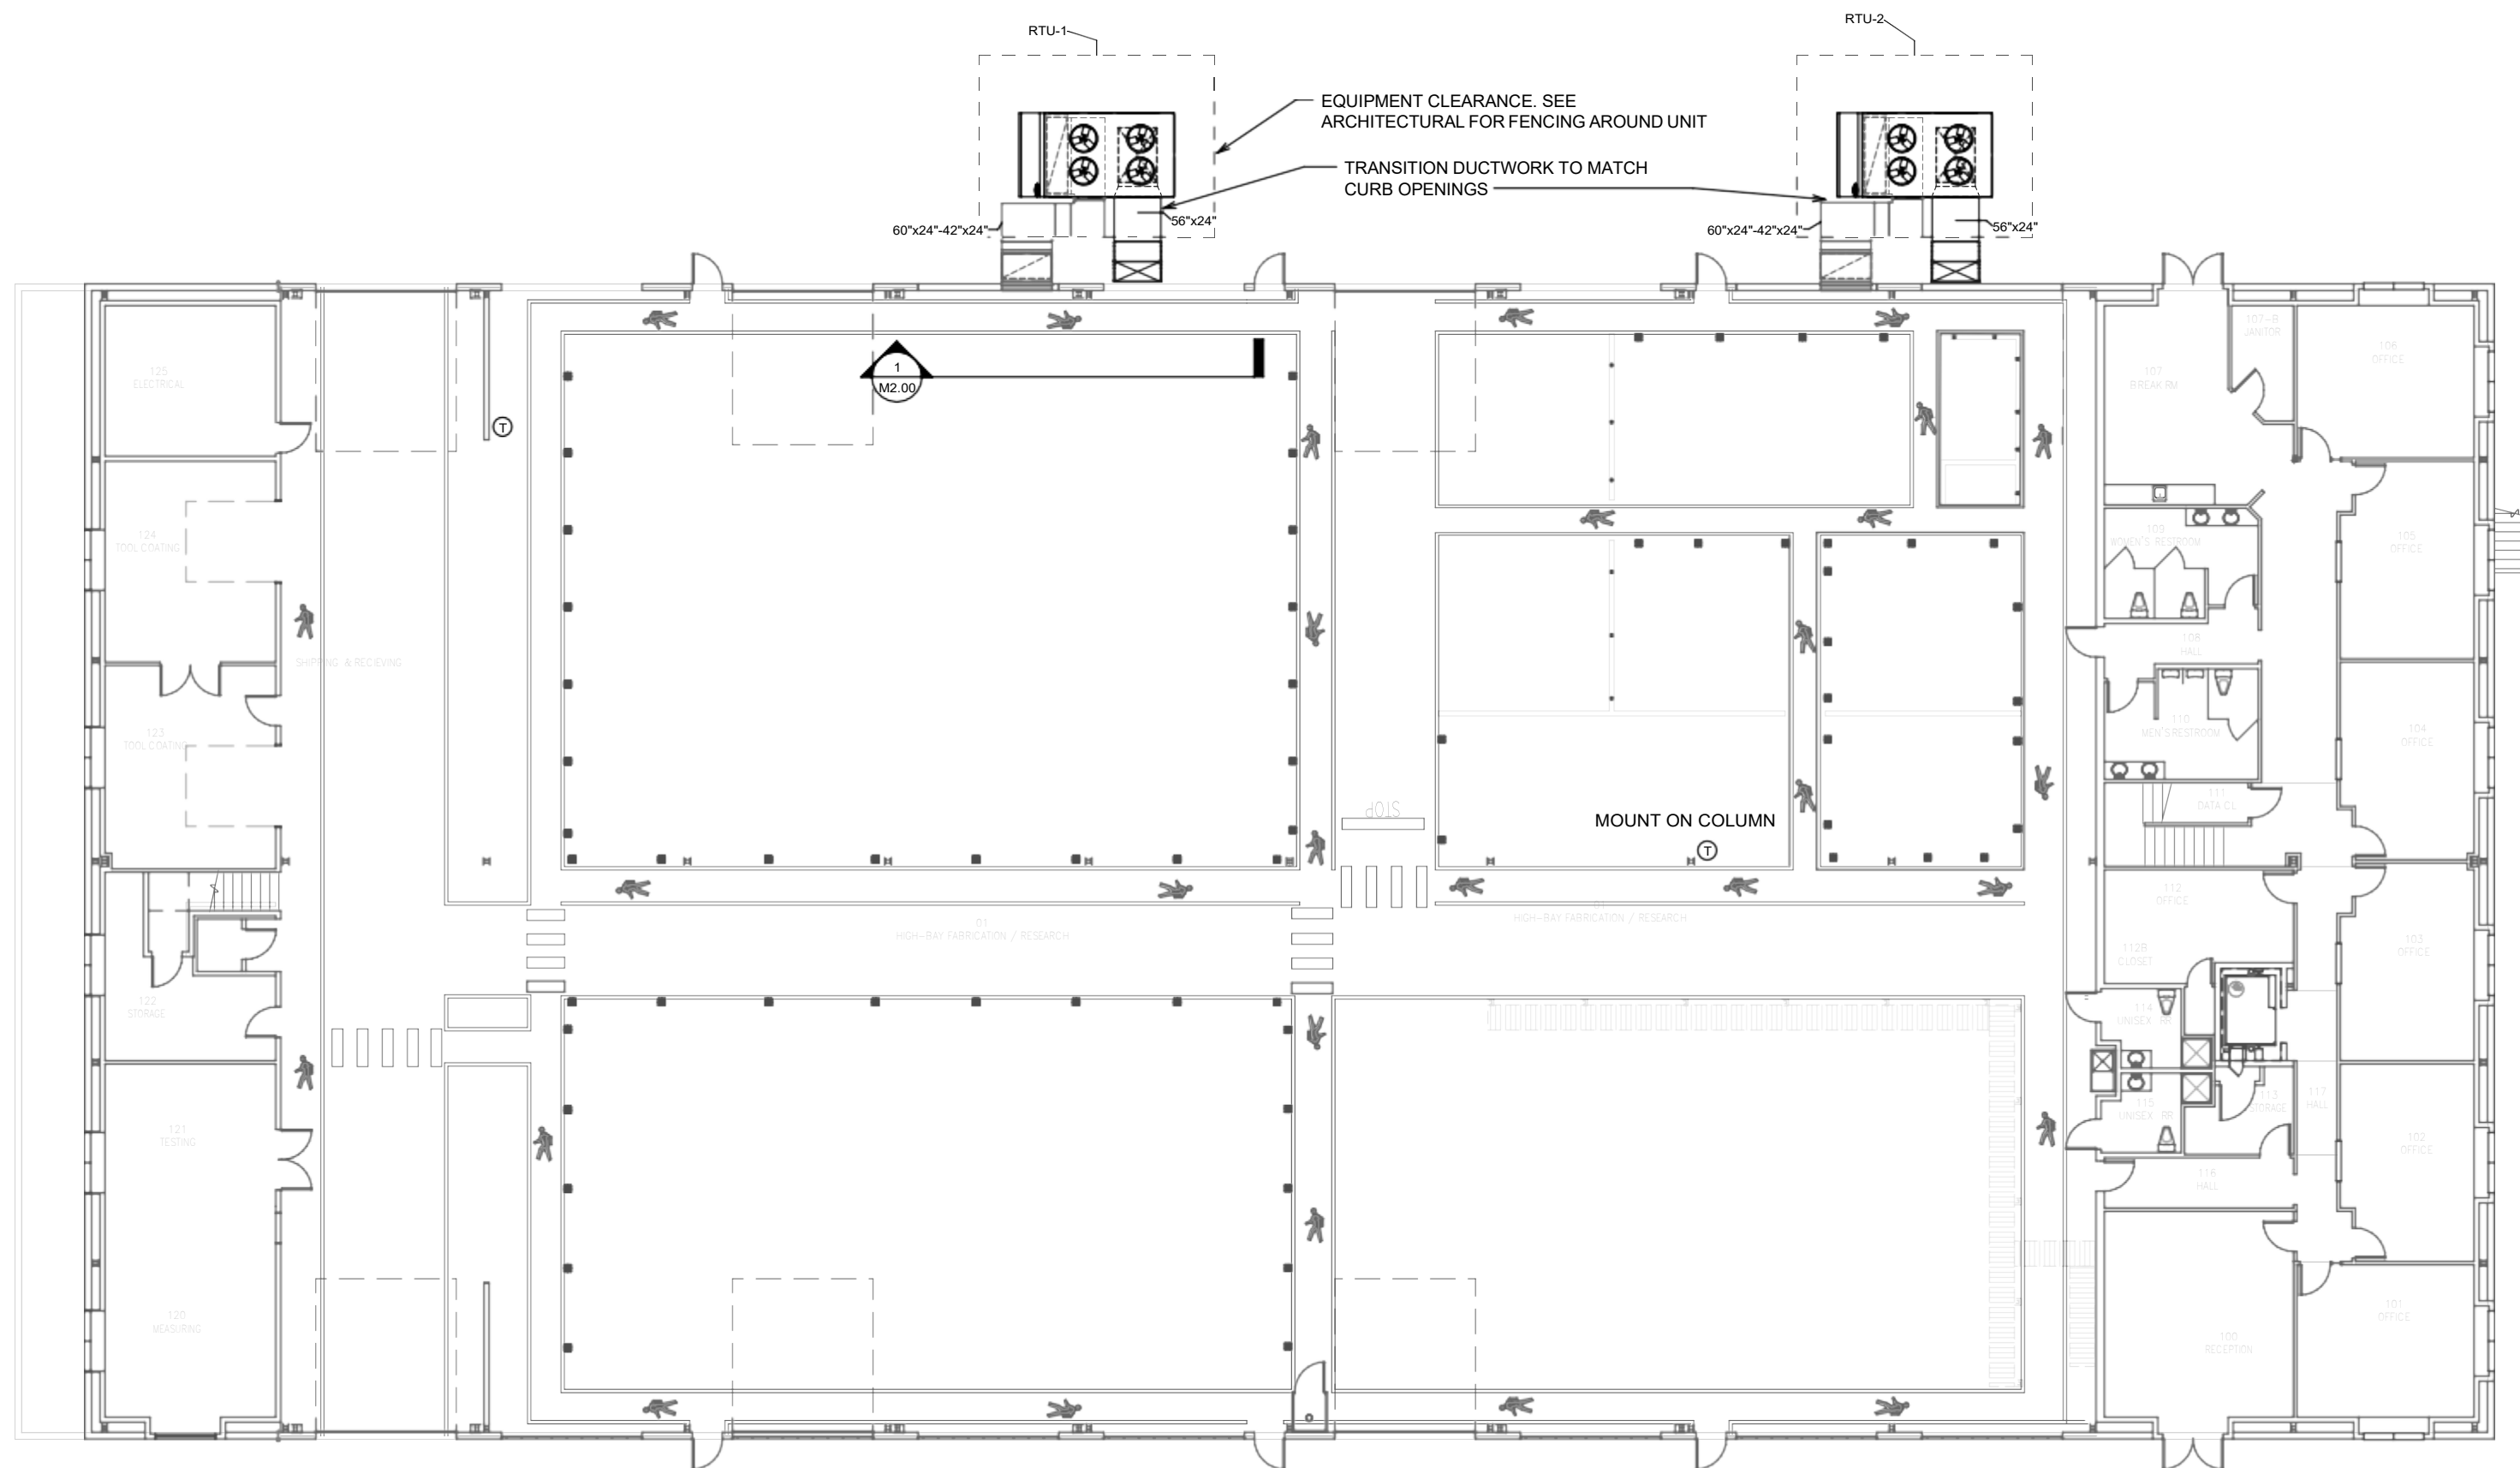 RTU-1
RTU-2
EQUIPMENT CLEARANCE. SEE
ARCHITECTURAL FOR FENCING AROUND UNIT
TRANSITION DUCTWORK TO MATCH
CURB OPENINGS
60"x24"-42"x24"
56"x24"
60"x24"-42"x24"
56"x24"
1
M2.00
T
125
ELECTRICAL
107-B
JANITOR
106
OFFICE
107
BREAK RM
124
TOOL COATING
109
WOMEN'S RESTROOM
105
OFFICE
108
HALL
SHIPPING & RECIEVING
123
TOOL COATING
110
MEN'S RESTROOM
104
OFFICE
STOP
111
DATA CL
MOUNT ON COLUMN
T
112
OFFICE
01
HIGH-BAY FABRICATION / RESEARCH
01
HIGH-BAY FABRICATION / RESEARCH
112B
CLOSET
103
OFFICE
122
STORAGE
114
UNISEX RR
113
STORAGE
117
HALL
115
UNISEX RR
121
TESTING
102
OFFICE
116
HALL
120
MEASURING
101
OFFICE
100
RECEPTION